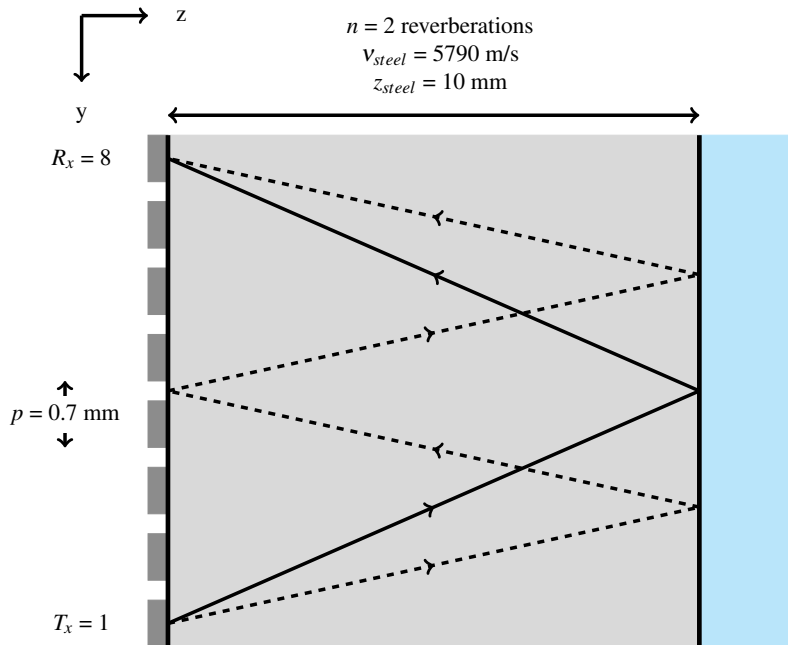 z
n = 2 reverberations
v_steel = 5790 m/s
z_steel = 10 mm
y
R_x = 8
p = 0.7 mm
T_x = 1